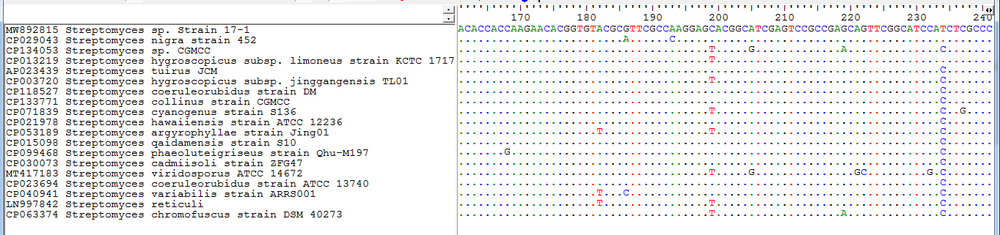 170 180 190 200 210 220 230 240
MW892815 Streptomyces sp. Strain 17-1 ACACCACCAAGAACACGGTGTACGCGTTCGCCAAGGAGCACGGCATCGAGTCCGCCGAGCAGTTCGGCATCCATCTCGCCC
CP029043 Streptomyces nigra strain 452 A C
CP134053 Streptomyces sp. CGMCC T G A C
CP013219 Streptomyces hygroscopicus subsp. limoneus strain KCTC 1717 T
AP023439 Streptomyces tuirus JCM C
CP003720 Streptomyces hygroscopicus subsp. jinggangensis TL01 T C
CP118527 Streptomyces coeruleorubidus strain DM C
CP133771 Streptomyces collinus strain CGMCC C
CP071839 Streptomyces cyanogenus strain S136 T C G
CP021978 Streptomyces hawaiiensis strain ATCC 12236 C
CP053189 Streptomyces argyrophyllae strain Jing01 T T C
CP015098 Streptomyces qaidamensis strain S10 C
CP099468 Streptomyces phaeoluteigriseus strain Qhu-M197 G C
CP030073 Streptomyces cadmiisoli strain ZFG47 C
MT417183 Streptomyces viridosporus ATCC 14672 T G GC G C
CP023694 Streptomyces coeruleorubidus strain ATCC 13740 C
CP040941 Streptomyces variabilis strain ARRS001 T C C
LN997842 Streptomyces reticuli T T C
CP063374 Streptomyces chromofuscus strain DSM 40273 T A C